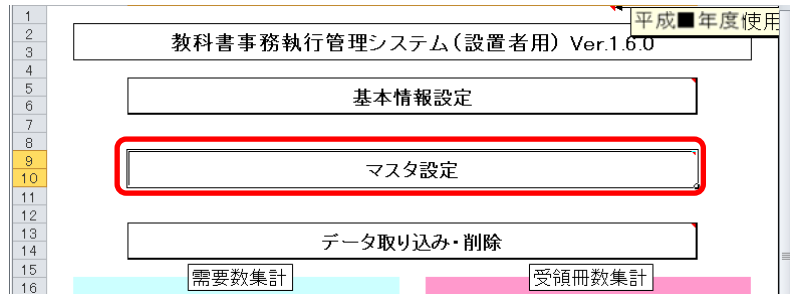 平成■年度使用
1
2
3
教科書事務執行管理システム(設置者用) Ver.1.6.0
4
5
6
基本情報設定
7
8
9
10
マスタ設定
11
12
13
14
データ取り込み・削除
15
16
需要数集計
受領冊数集計